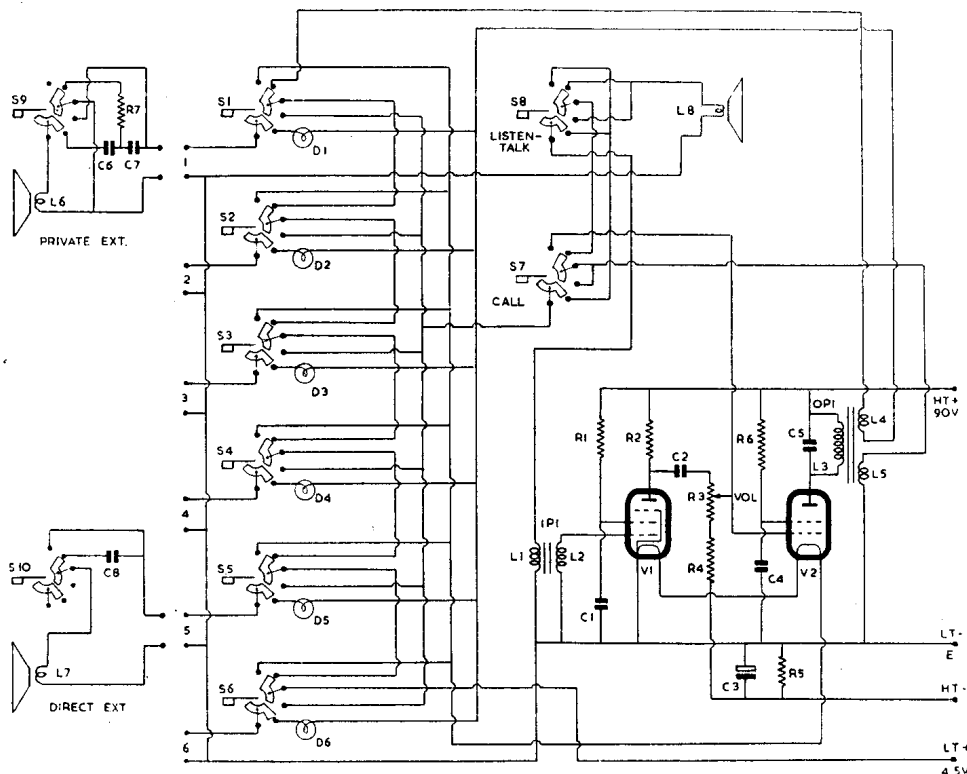 S9
R7
C6
C7
L6
PRIVATE EXT.
1
S1
D1
S8
LISTEN-
TALK
L8
S2
D2
2
S7
CALL
S3
D3
3
HT+
90V
OP1
L4
R1
R2
C2
R6
C5
L3
L5
R3
VOL
S4
D4
4
IP1
L1
L2
V1
R4
C4
V2
S10
C8
S5
D5
5
C1
LT-
E
L7
DIRECT EXT
S6
D6
6
C3
R5
HT-
LT+
4.5V